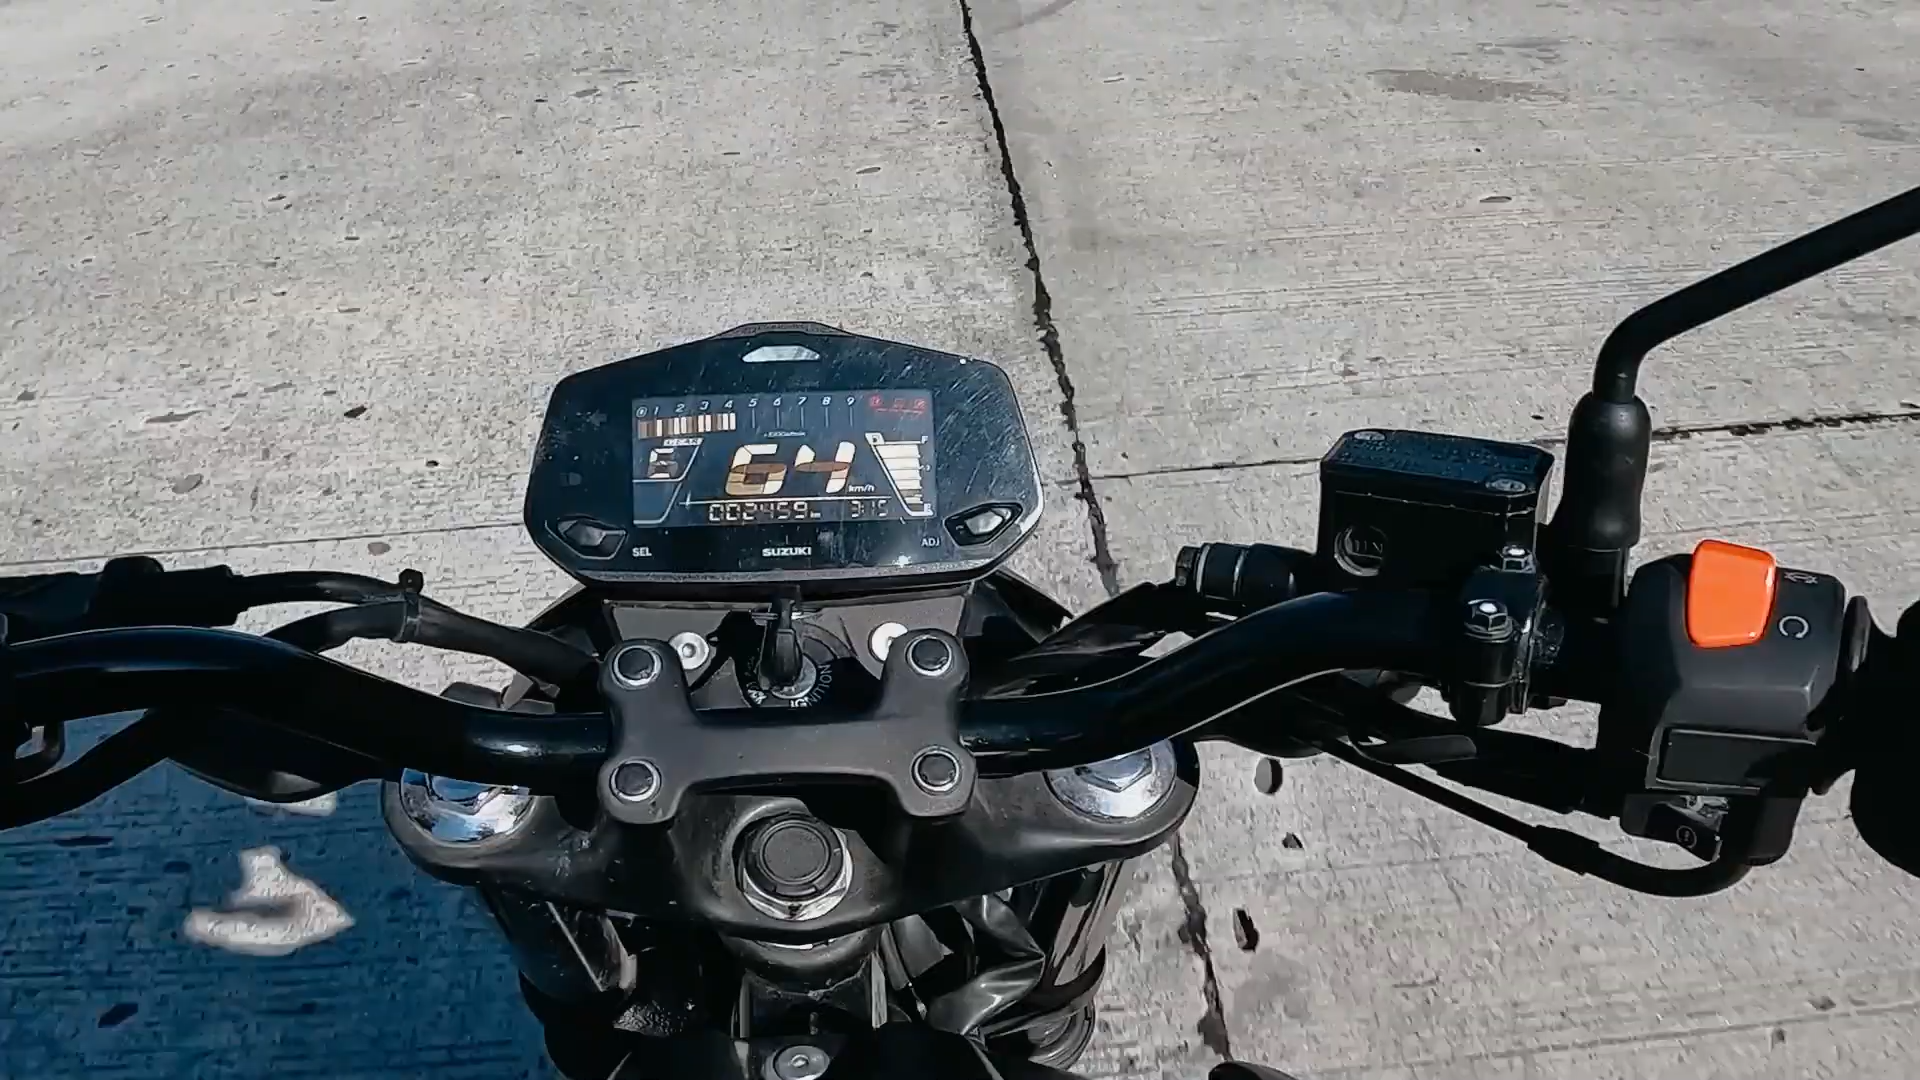 1 2 3 4 5 6 7 8 9
GEAR
F
6 64 km/h
002459 km 3:15 E
SEL SUZUKI ADJ
IGNITION